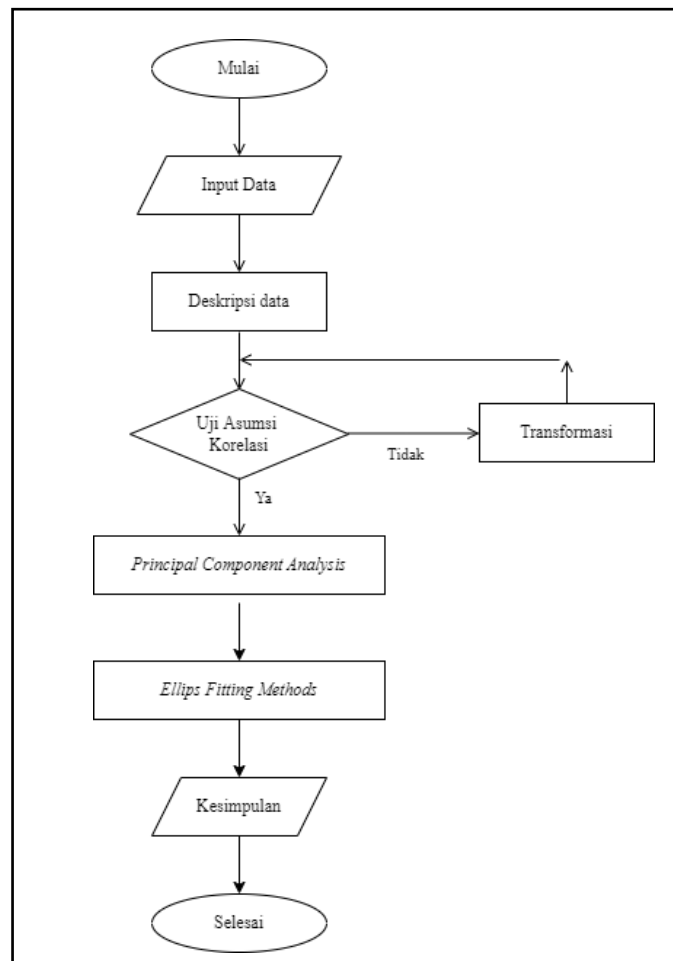 Mulai
Input Data
Deskripsi data
Uji Asumsi
Korelasi
Transformasi
Tidak
Ya
Principal Component Analysis
Ellips Fitting Methods
Kesimpulan
Selesai